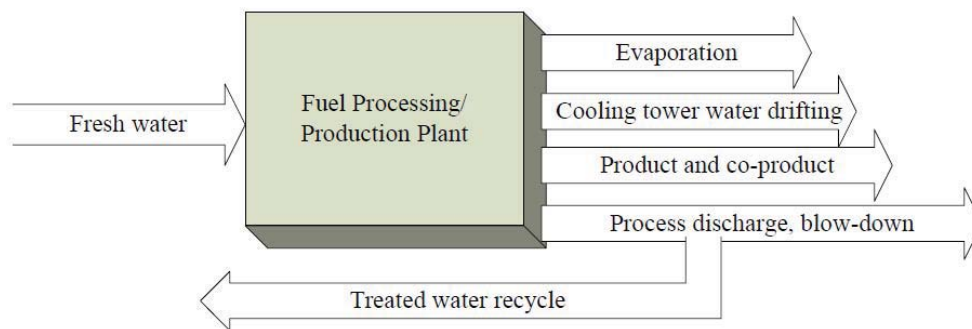 Fresh water
Fuel Processing/
Production Plant
Evaporation
Cooling tower water drifting
Product and co-product
Process discharge, blow-down
Treated water recycle